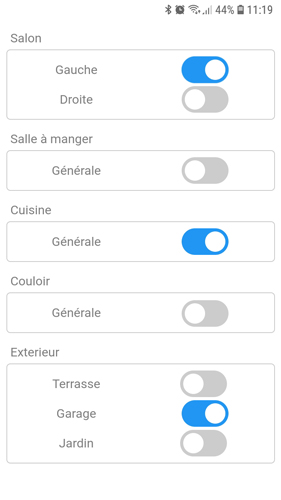 44% 11:19
Salon
Gauche
Droite
Salle à manger
Générale
Cuisine
Générale
Couloir
Générale
Exterieur
Terrasse
Garage
Jardin